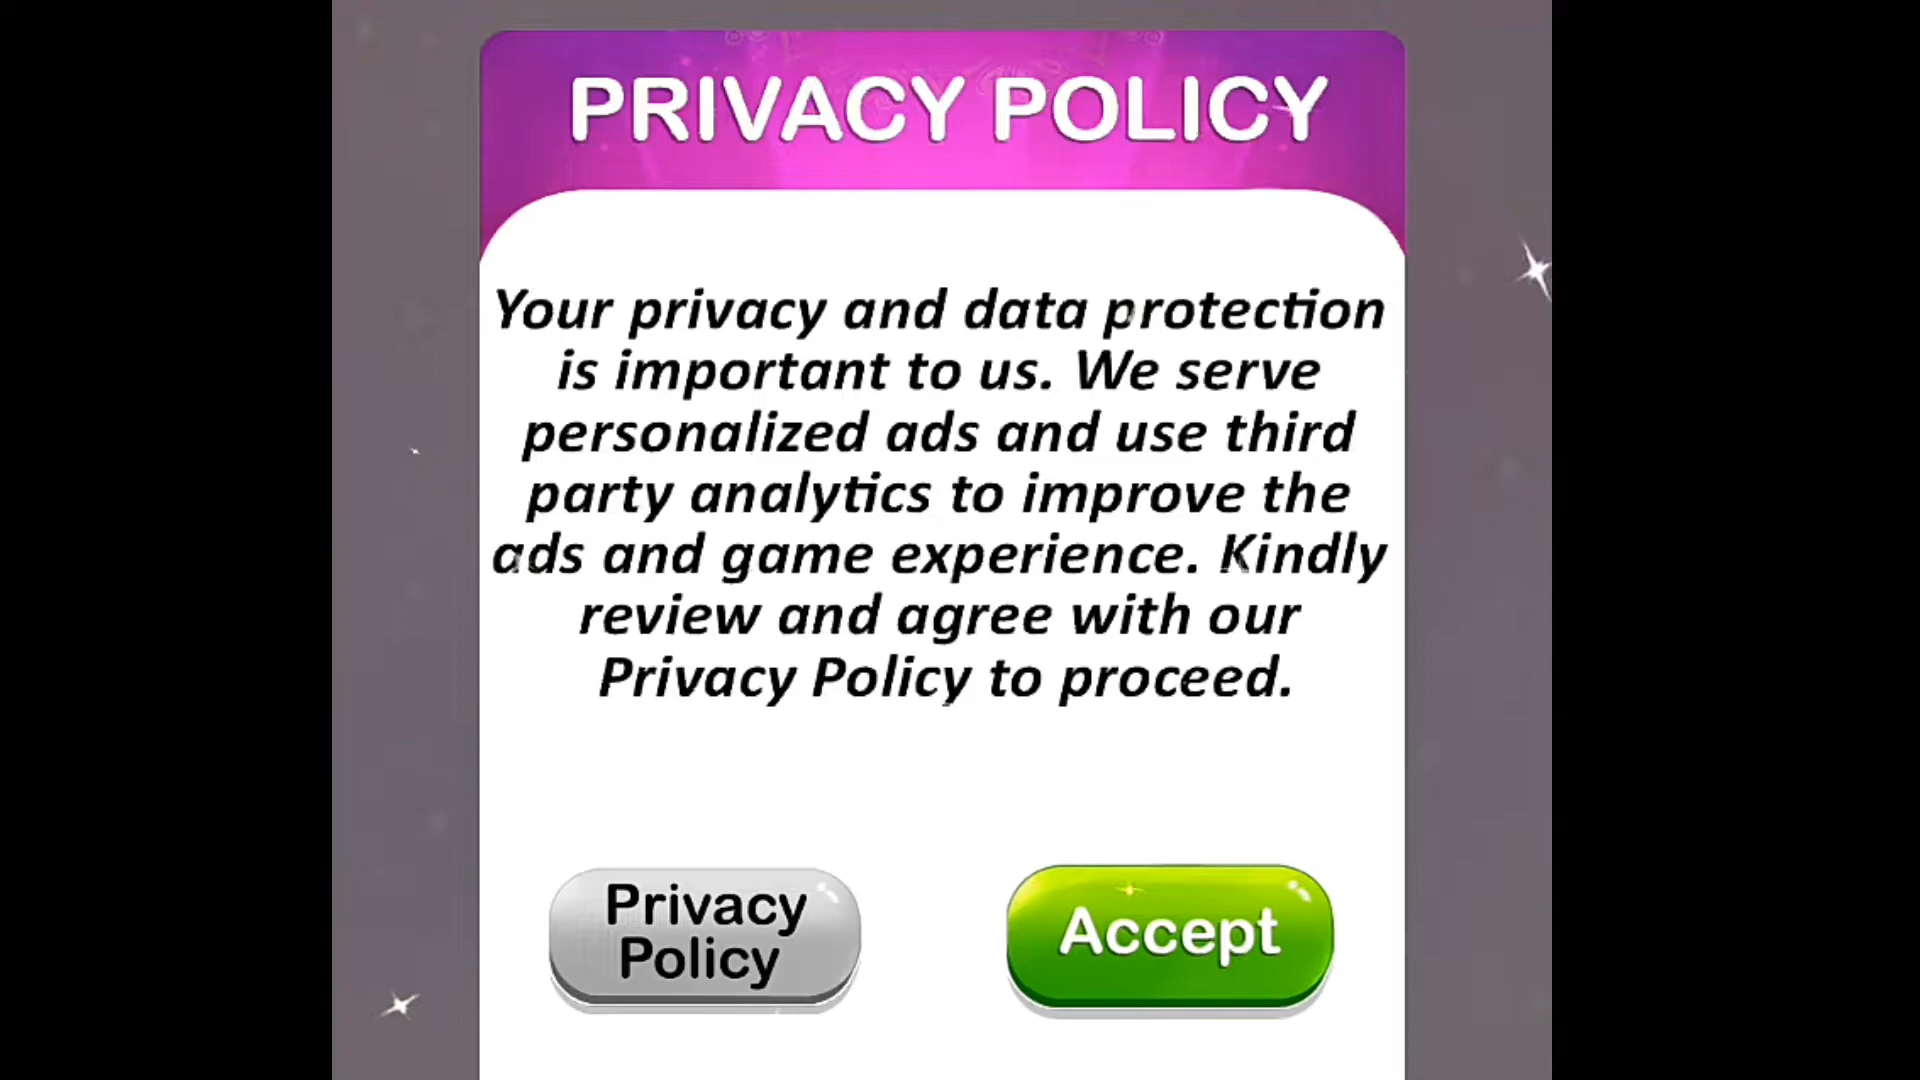 PRIVACY POLICY
Your privacy and data protection
is important to us. We serve
personalized ads and use third
party analytics to improve the
ads and game experience. Kindly
review and agree with our
Privacy Policy to proceed.
Privacy
Policy
Accept